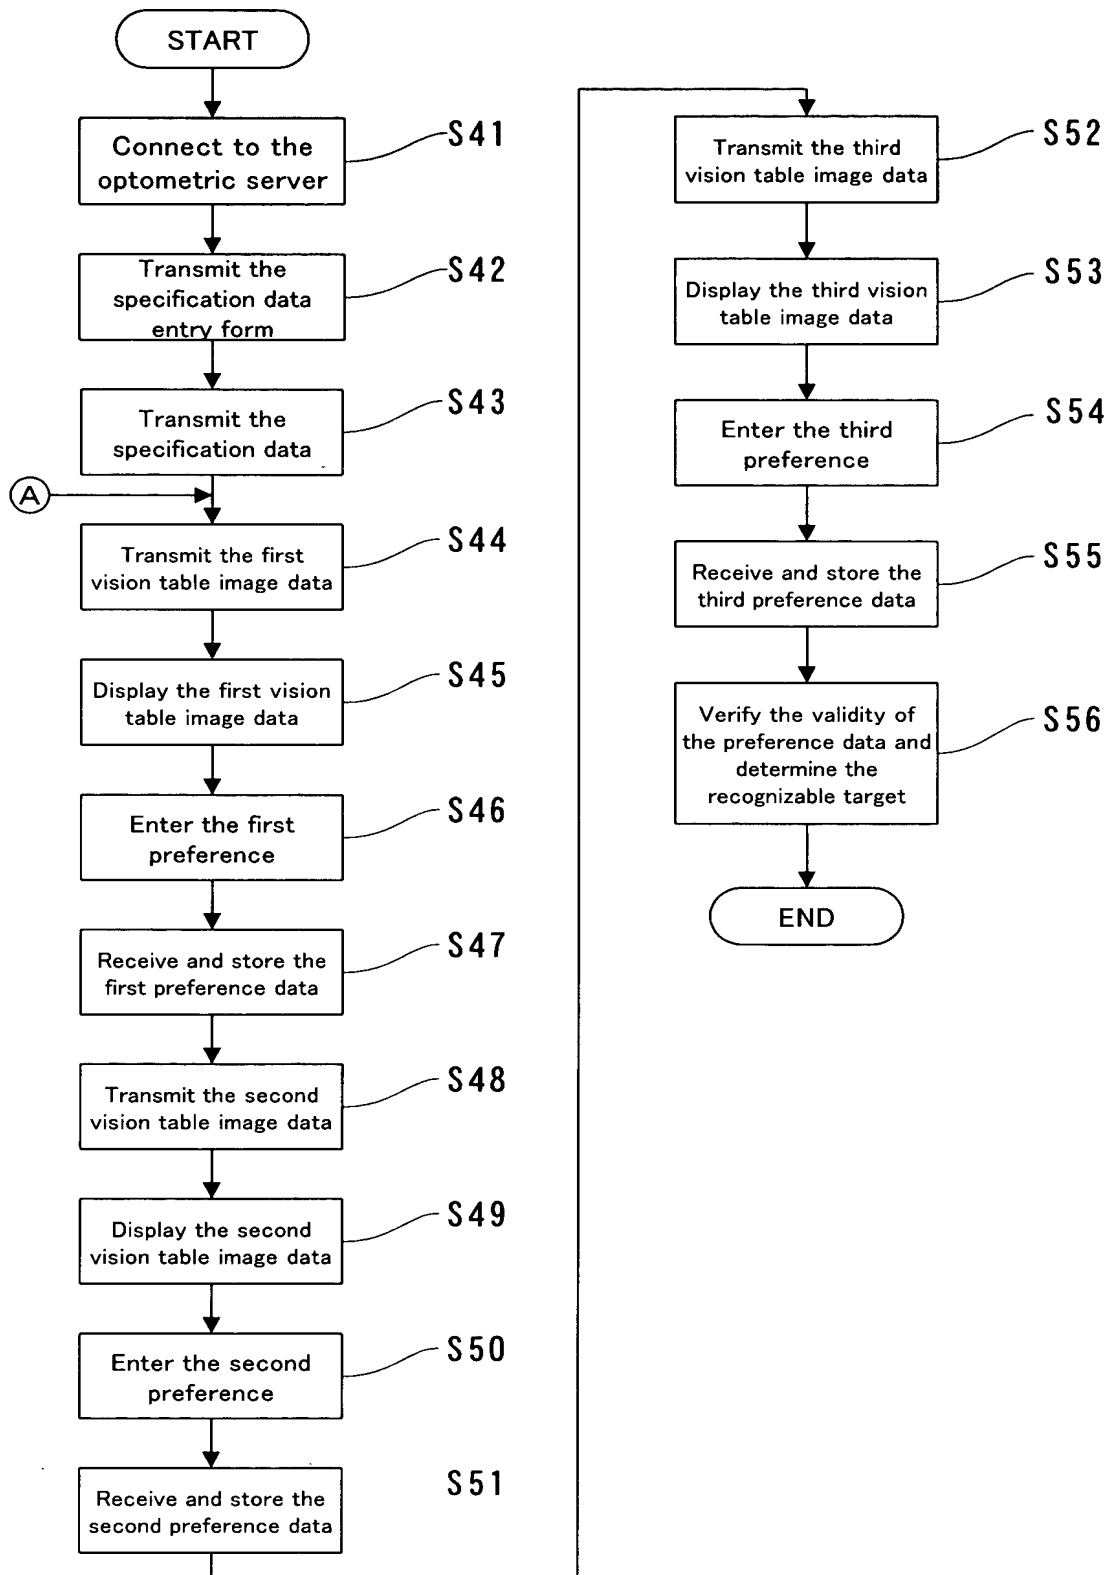 START
Connect to the
optometric server
S41
Transmit the
specification data
entry form
S42
Transmit the
specification data
S43
A
Transmit the first
vision table image data
S44
Display the first vision
table image data
S45
Enter the first
preference
S46
Receive and store the
first preference data
S47
Transmit the second
vision table image data
S48
Display the second
vision table image data
S49
Enter the second
preference
S50
Receive and store the
second preference data
S51
Transmit the third
vision table image data
S52
Display the third vision
table image data
S53
Enter the third
preference
S54
Receive and store the
third preference data
S55
Verify the validity of
the preference data and
determine the
recognizable target
S56
END